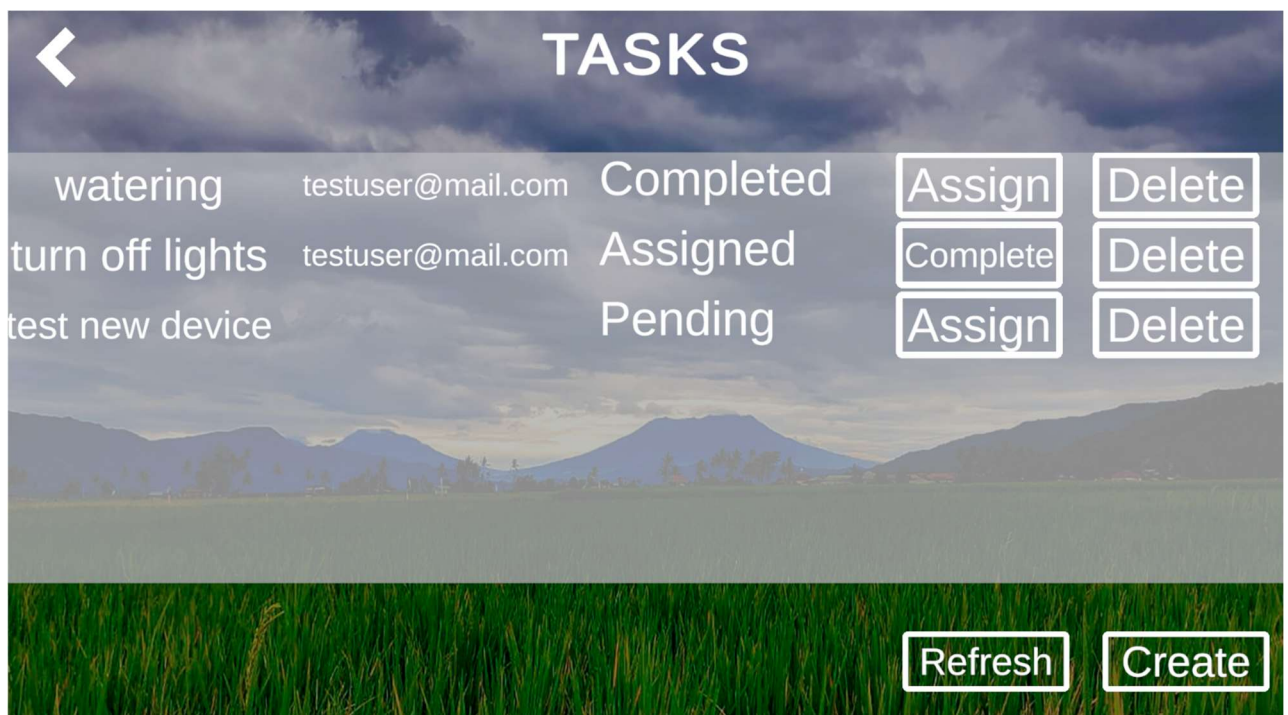 TASKS
watering testuser@mail.com Completed Assign Delete
turn off lights testuser@mail.com Assigned Complete Delete
test new device Pending Assign Delete
Refresh Create